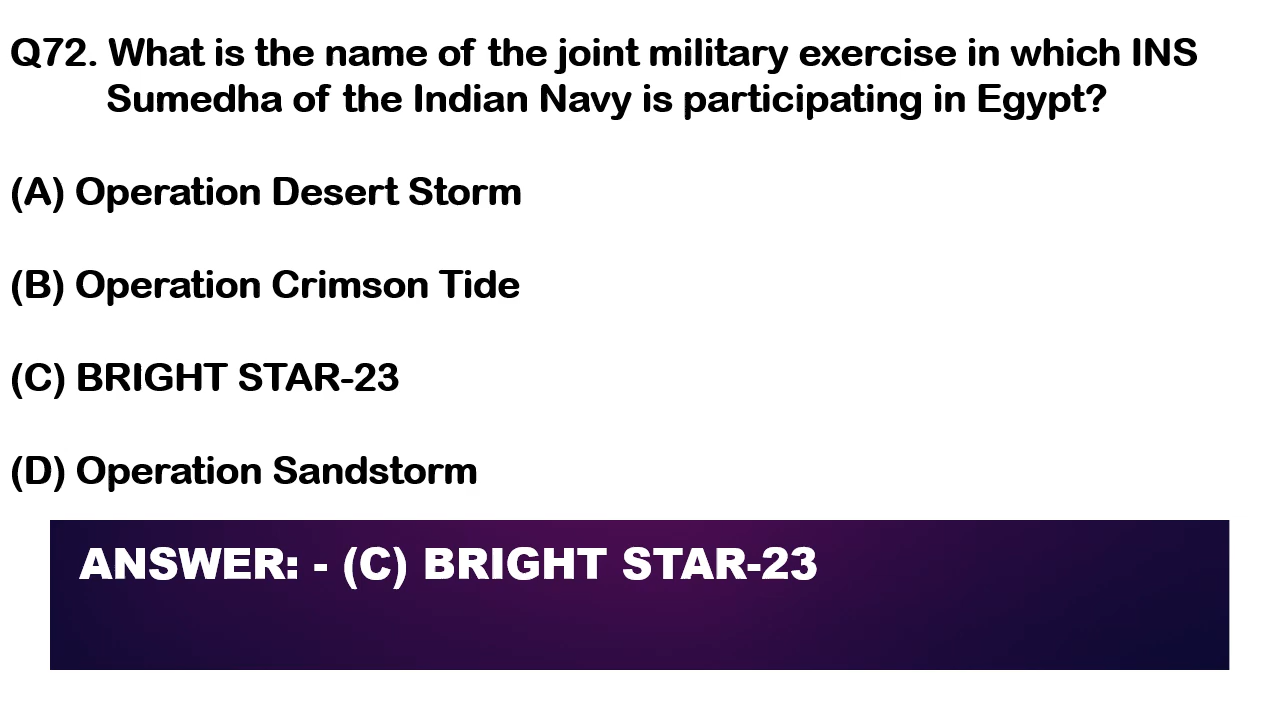 Q72. What is the name of the joint military exercise in which INS
Sumedha of the Indian Navy is participating in Egypt?
(A) Operation Desert Storm
(B) Operation Crimson Tide
(C) BRIGHT STAR-23
(D) Operation Sandstorm
ANSWER: - (C) BRIGHT STAR-23